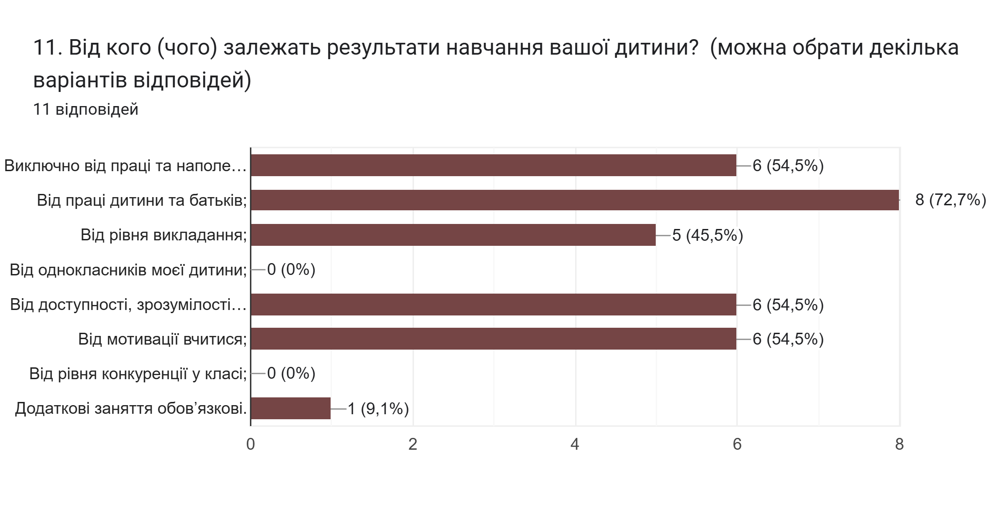 11. Від кого (чого) залежать результати навчання вашої дитини?  (можна обрати декілька
варіантів відповідей)
11 відповідей
Виключно від праці та наполе… 6 (54,5%)
Від праці дитини та батьків; 8 (72,7%)
Від рівня викладання; 5 (45,5%)
Від однокласників моєї дитини; 0 (0%)
Від доступності, зрозумілості… 6 (54,5%)
Від мотивації вчитися; 6 (54,5%)
Від рівня конкуренції у класі; 0 (0%)
Додаткові заняття обов’язкові. 1 (9,1%)
0 2 4 6 8